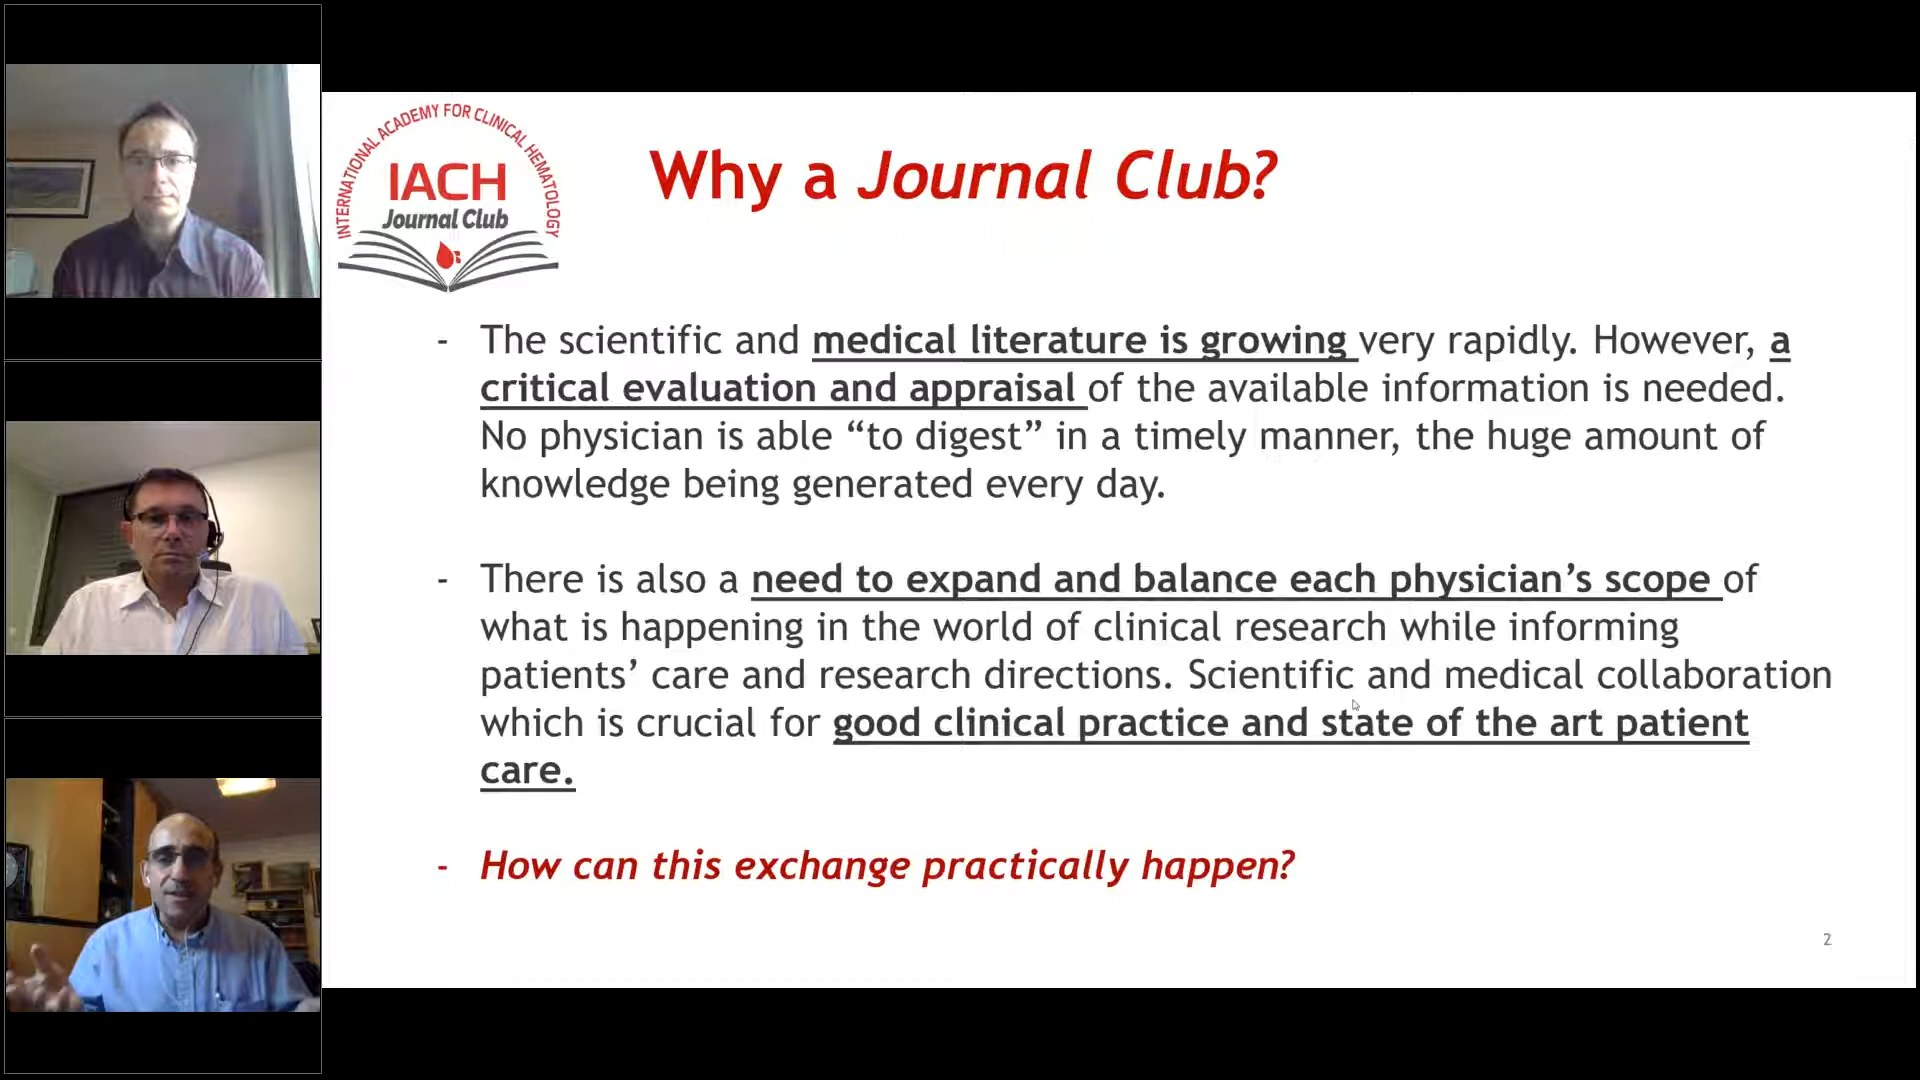 INTERNATIONAL ACADEMY FOR CLINICAL HEMATOLOGY
IACH
Journal Club
Why a Journal Club?
- The scientific and medical literature is growing very rapidly. However, a
critical evaluation and appraisal of the available information is needed.
No physician is able “to digest” in a timely manner, the huge amount of
knowledge being generated every day.
- There is also a need to expand and balance each physician’s scope of
what is happening in the world of clinical research while informing
patients’ care and research directions. Scientific and medical collaboration
which is crucial for good clinical practice and state of the art patient
care.
- How can this exchange practically happen?
2